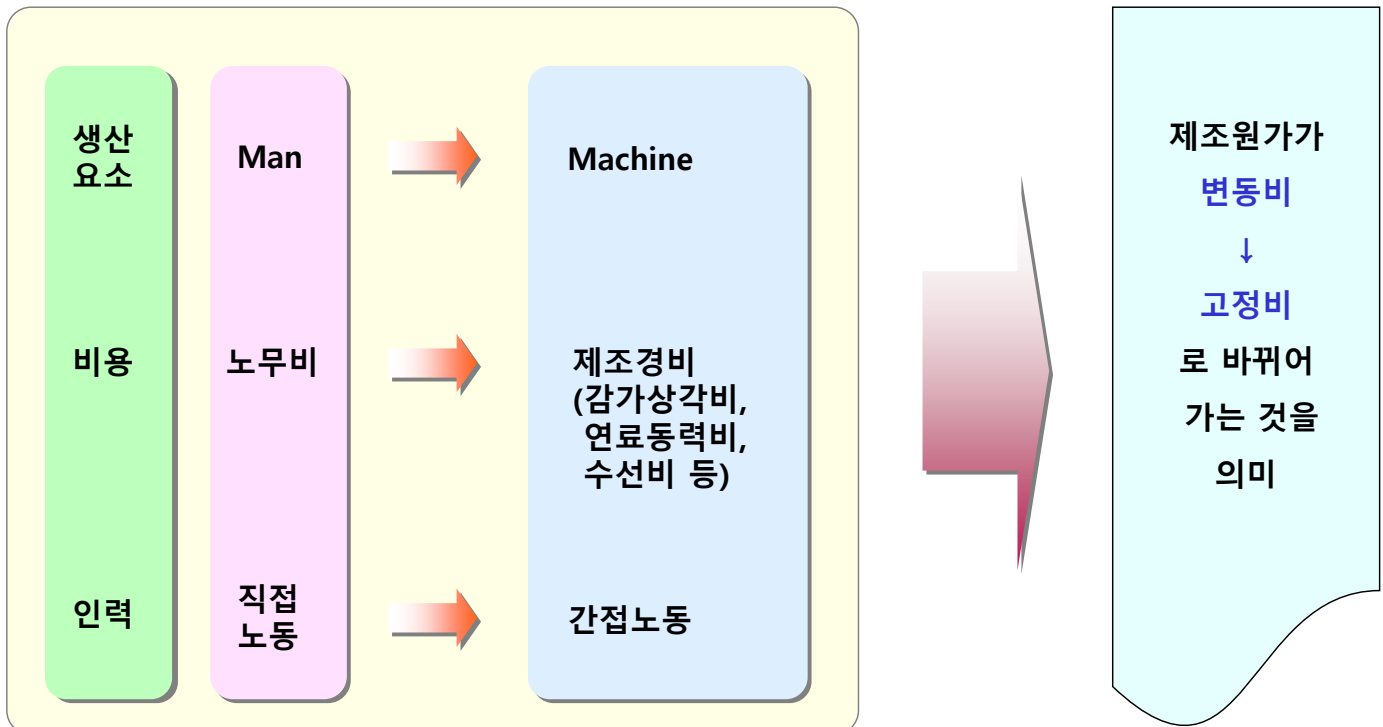 생산
요소
Man
Machine
비용
노무비
제조경비
(감가상각비,
연료동력비,
수선비 등)
인력
직접
노동
간접노동
제조원가가
변동비
↓
고정비
로 바뀌어
가는 것을
의미